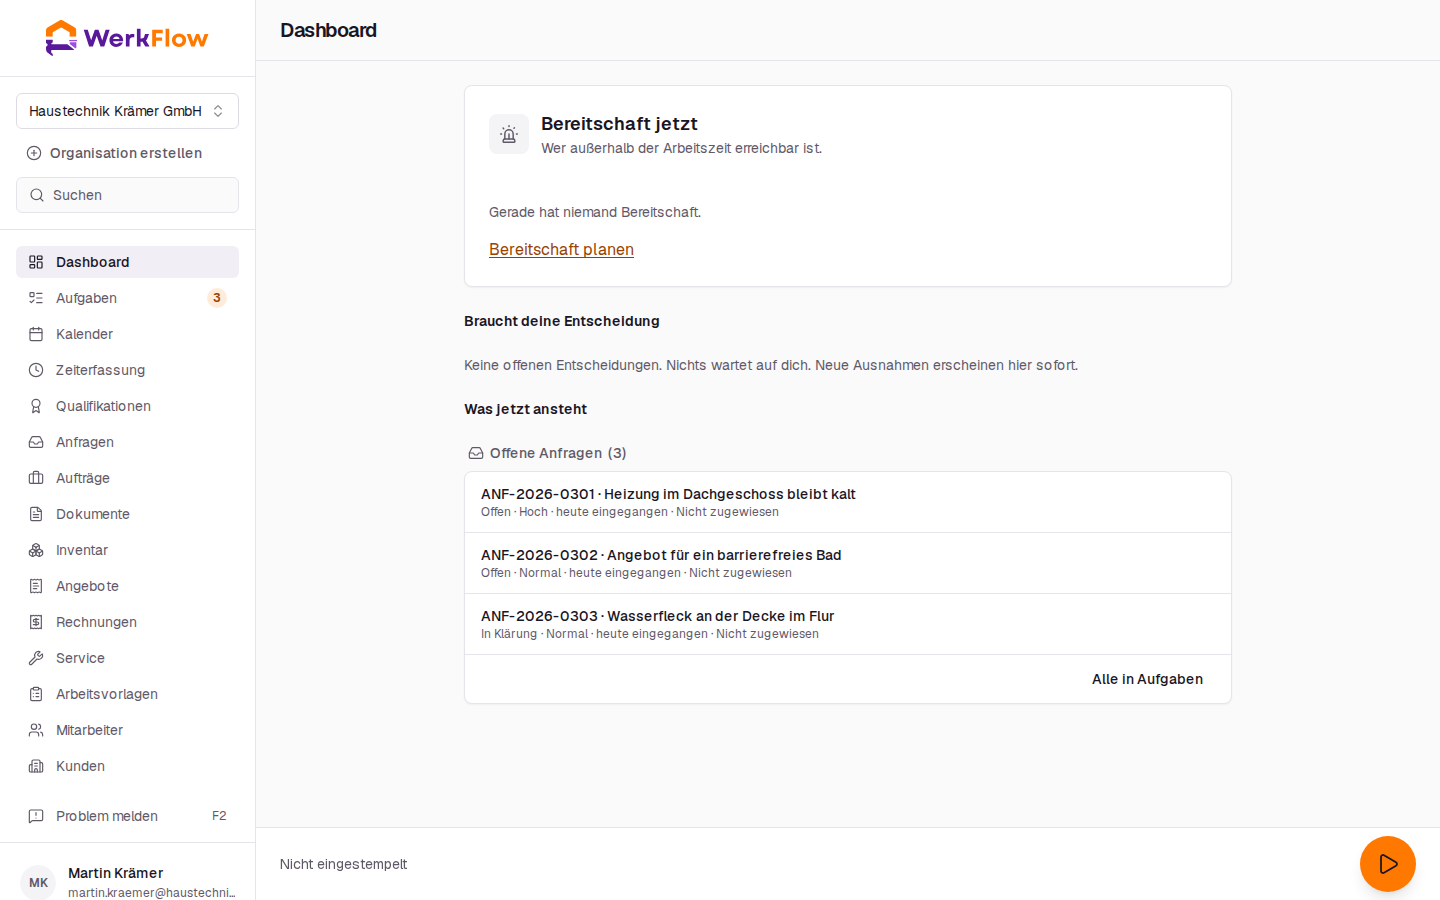 WerkFlow
Haustechnik Krämer GmbH
Organisation erstellen
Suchen
Dashboard
Aufgaben 3
Kalender
Zeiterfassung
Qualifikationen
Anfragen
Aufträge
Dokumente
Inventar
Angebote
Rechnungen
Service
Arbeitsvorlagen
Mitarbeiter
Kunden
Problem melden F2
MK
Martin Krämer
martin.kraemer@haustechni...
Dashboard
Bereitschaft jetzt
Wer außerhalb der Arbeitszeit erreichbar ist.
Gerade hat niemand Bereitschaft.
Bereitschaft planen
Braucht deine Entscheidung
Keine offenen Entscheidungen. Nichts wartet auf dich. Neue Ausnahmen erscheinen hier sofort.
Was jetzt ansteht
Offene Anfragen (3)
ANF-2026-0301 · Heizung im Dachgeschoss bleibt kalt
Offen · Hoch · heute eingegangen · Nicht zugewiesen
ANF-2026-0302 · Angebot für ein barrierefreies Bad
Offen · Normal · heute eingegangen · Nicht zugewiesen
ANF-2026-0303 · Wasserfleck an der Decke im Flur
In Klärung · Normal · heute eingegangen · Nicht zugewiesen
Alle in Aufgaben
Nicht eingestempelt